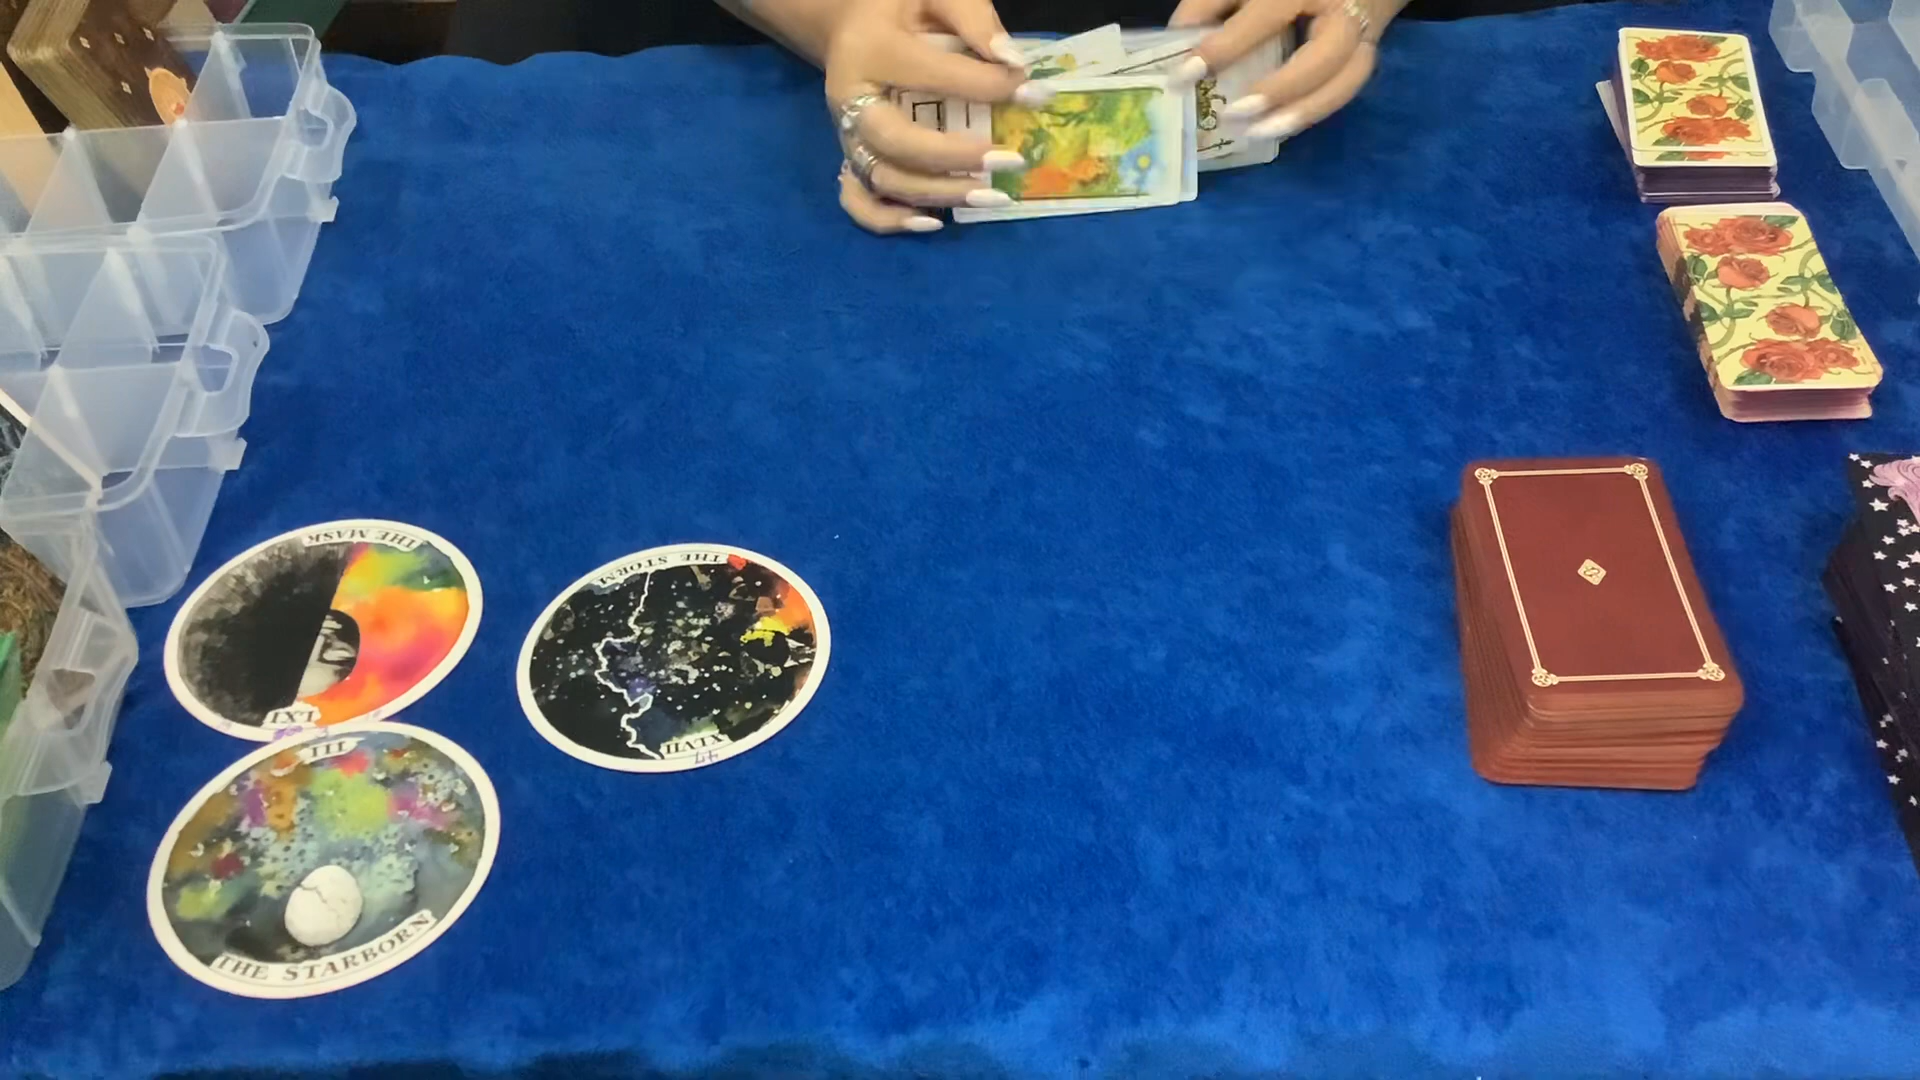 THE MASK
LXI
THE STORM
XLVII
47
III
THE STARBORN